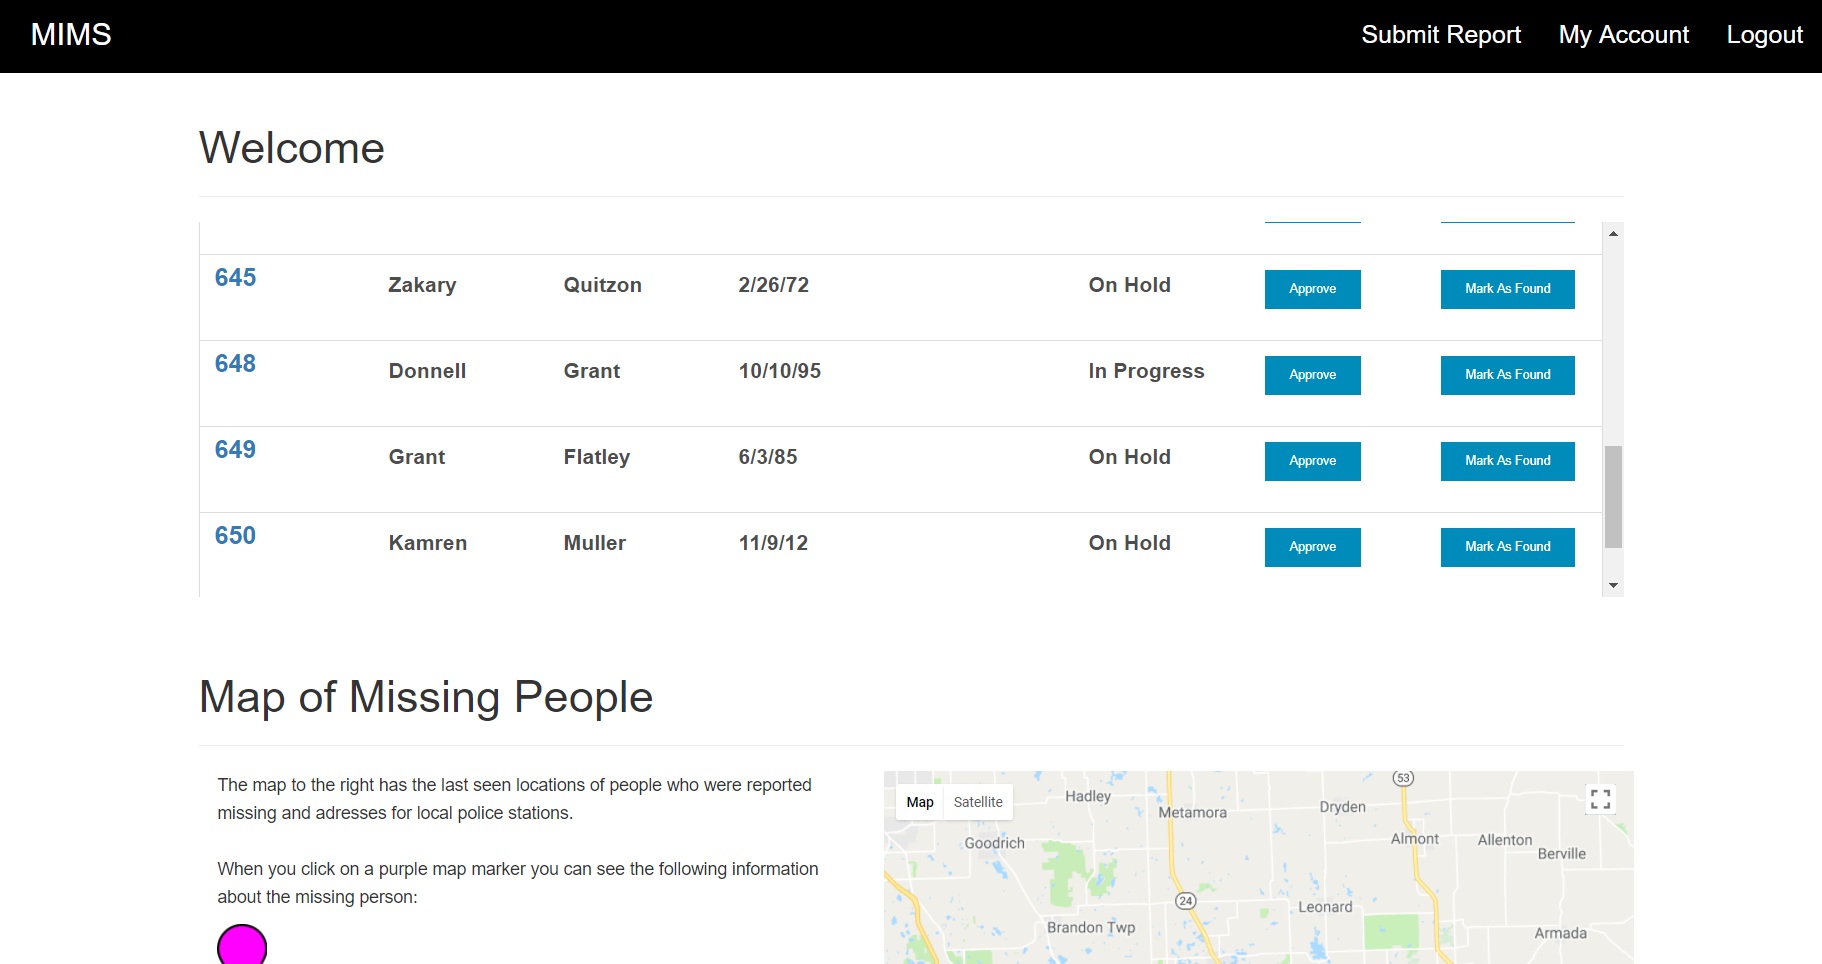 MIMS Submit Report My Account Logout
Welcome
645 Zakary Quitzon 2/26/72 On Hold Approve Mark As Found
648 Donnell Grant 10/10/95 In Progress Approve Mark As Found
649 Grant Flatley 6/3/85 On Hold Approve Mark As Found
650 Kamren Muller 11/9/12 On Hold Approve Mark As Found
Map of Missing People
The map to the right has the last seen locations of people who were reported
missing and adresses for local police stations.
When you click on a purple map marker you can see the following information
about the missing person:
Map Satellite
53
Hadley
Metamora
Dryden
Goodrich
Almont
Allenton
Berville
24
Leonard
Brandon Twp
Armada